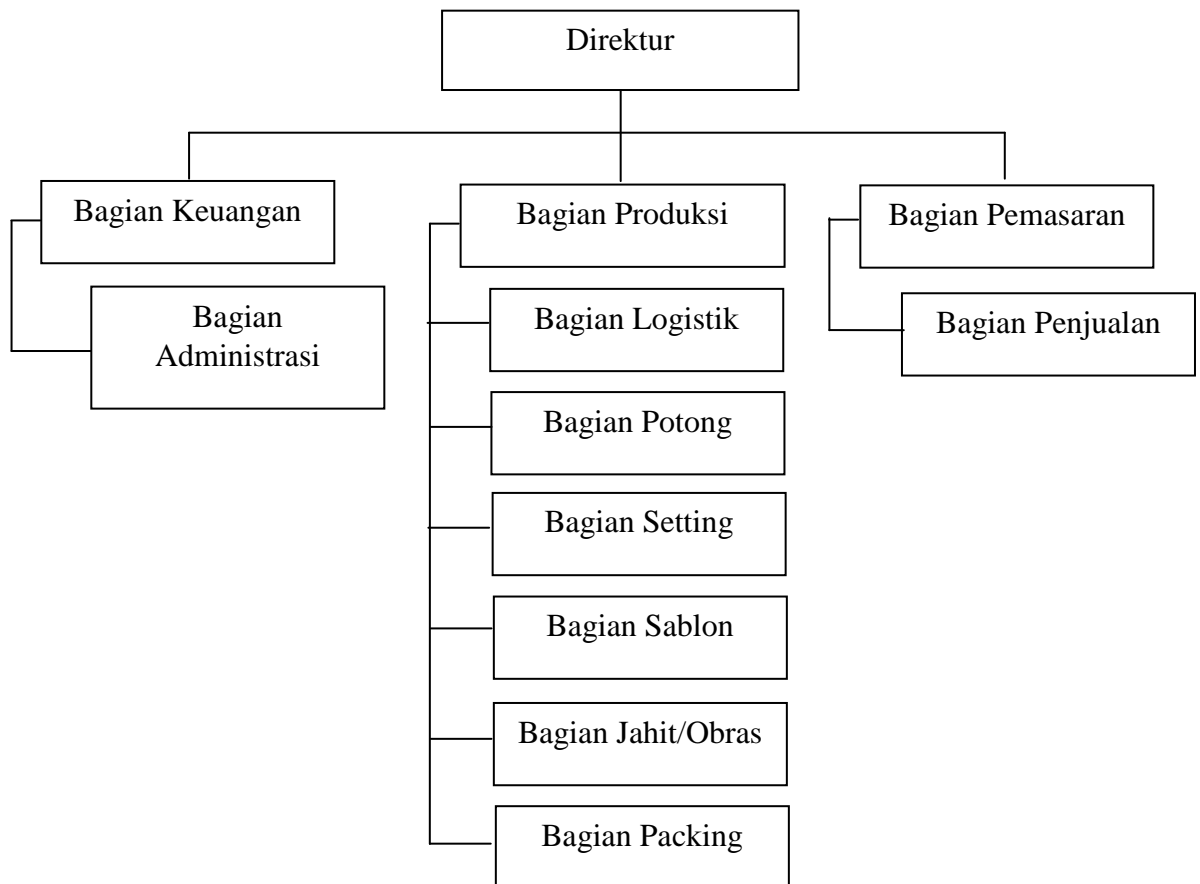 Direktur
Bagian Keuangan
Bagian Produksi
Bagian Pemasaran
Bagian
Administrasi
Bagian Logistik
Bagian Penjualan
Bagian Potong
Bagian Setting
Bagian Sablon
Bagian Jahit/Obras
Bagian Packing